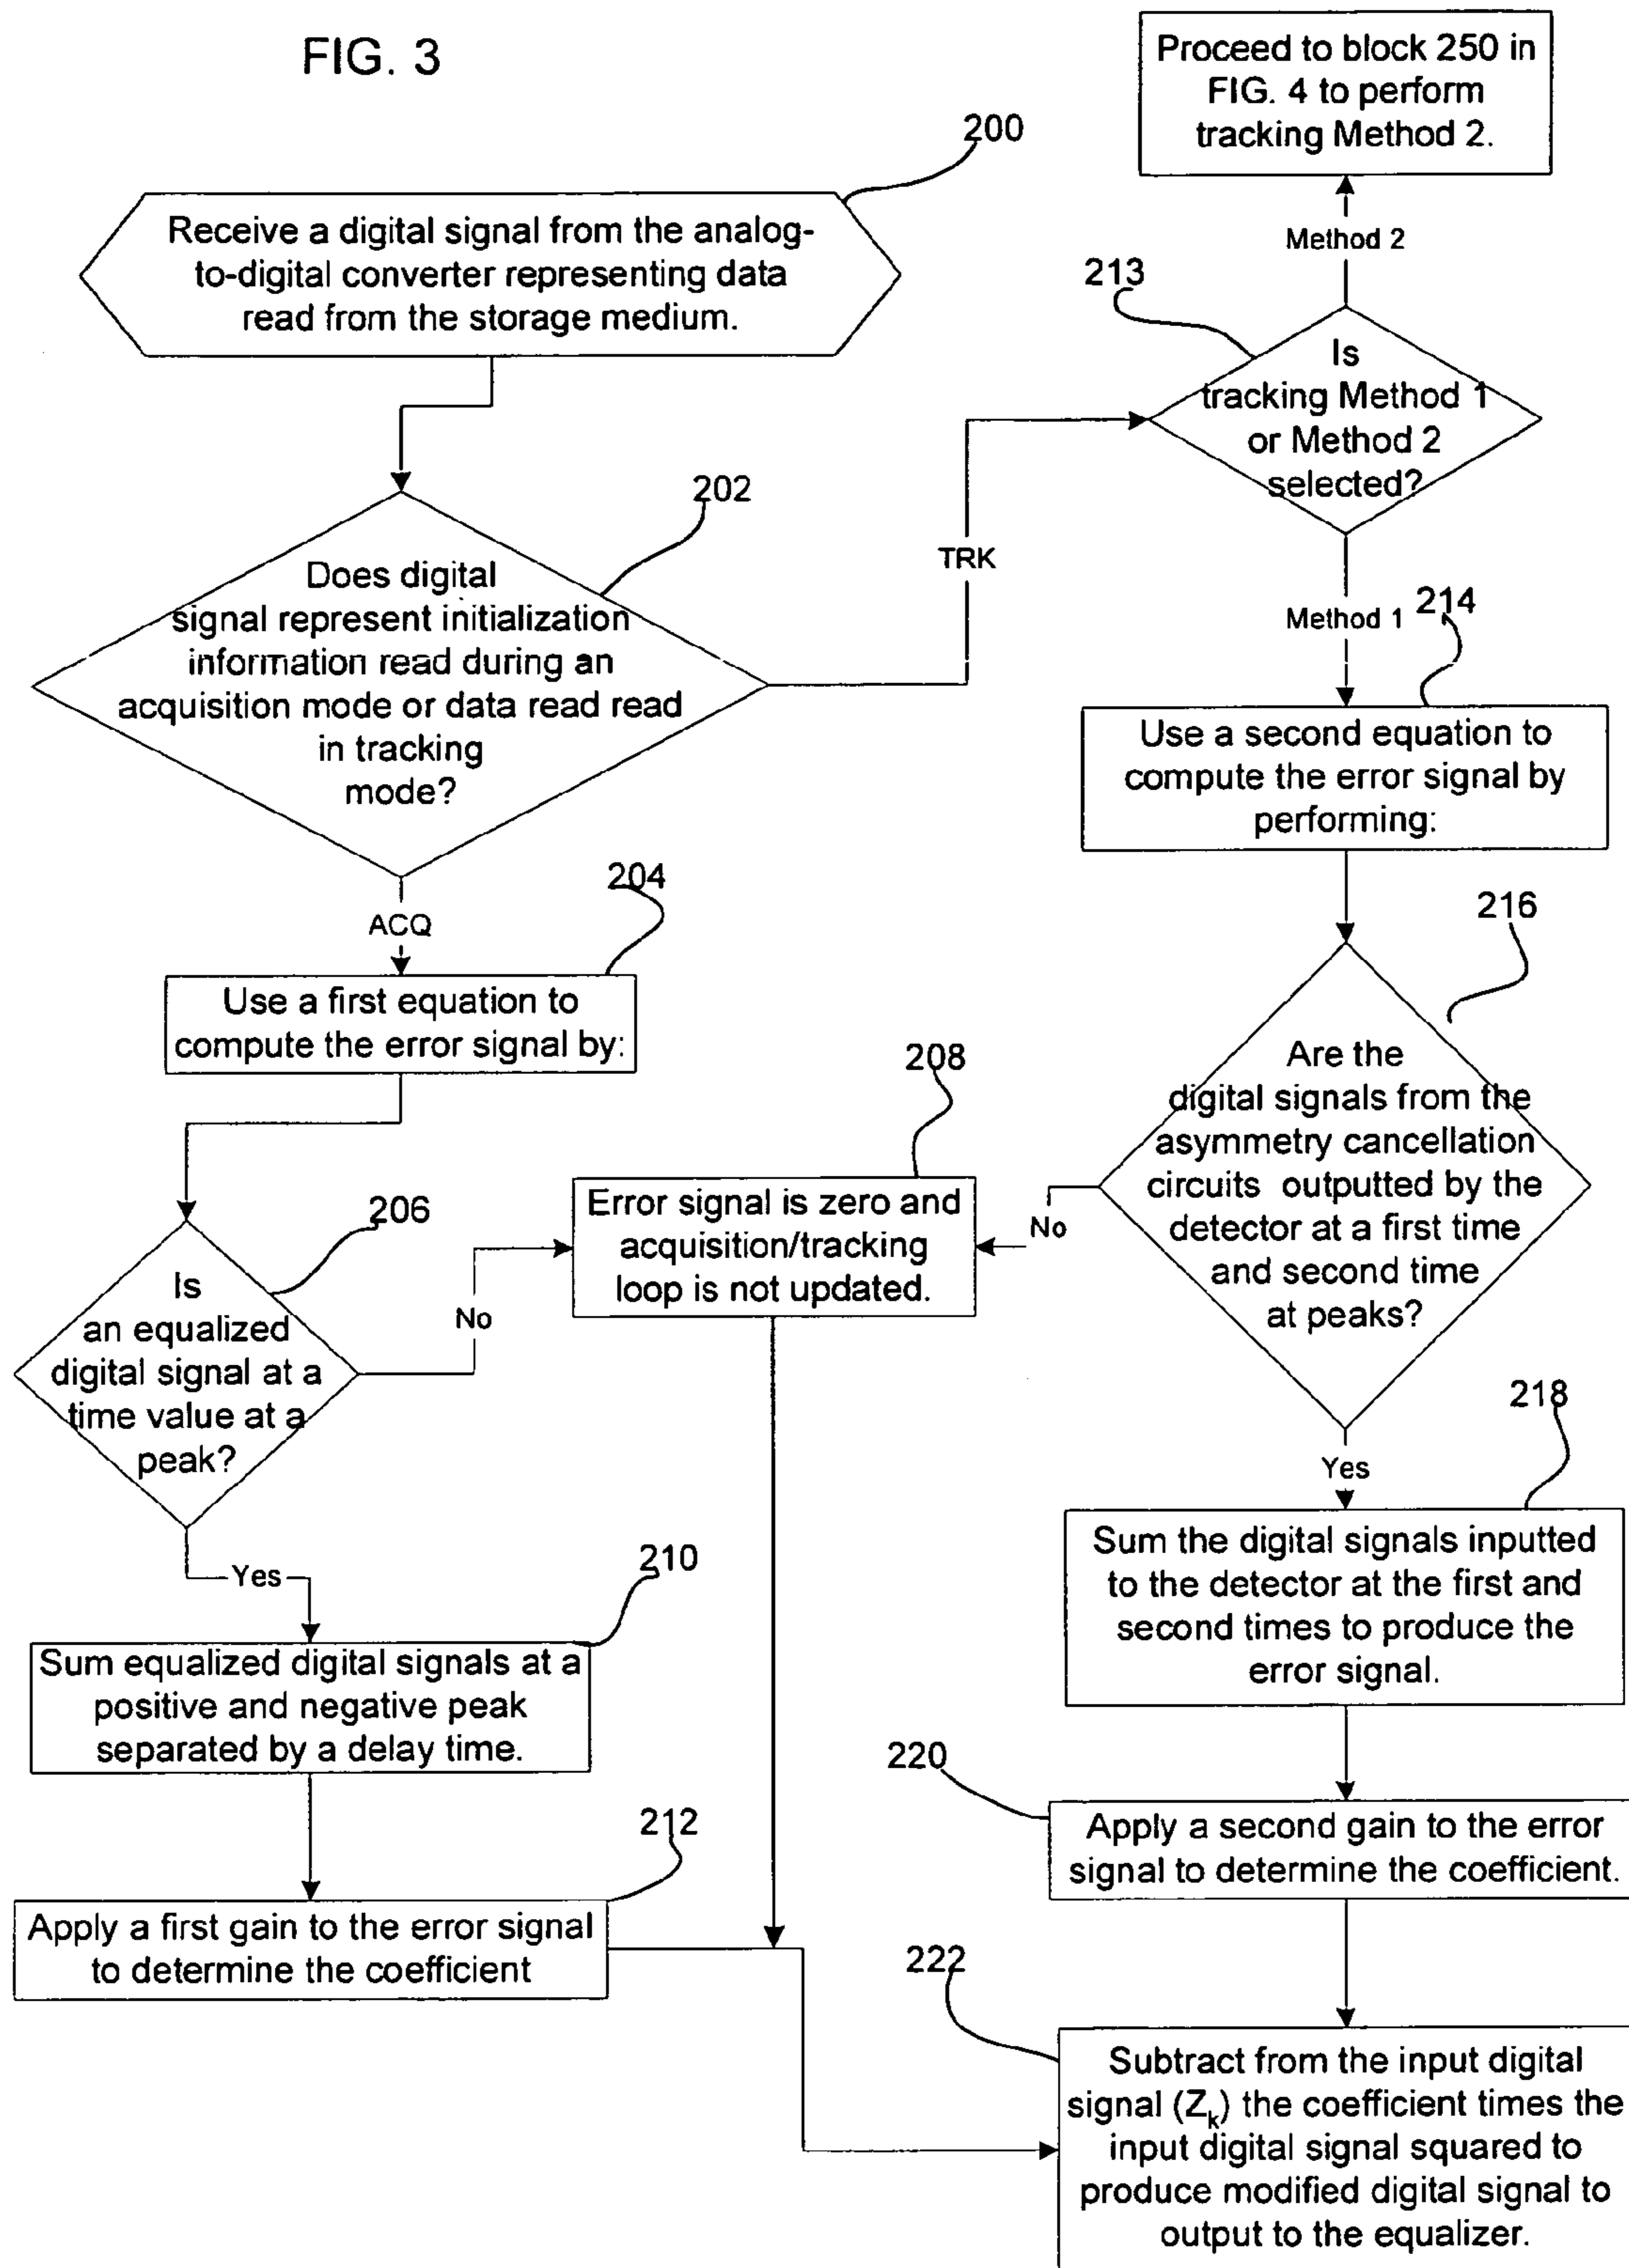 FIG. 3
200
Receive a digital signal from the analog-
to-digital converter representing data
read from the storage medium.
202
Does digital
signal represent initialization
information read during an
acquisition mode or data read read
in tracking
mode?
TRK
ACQ
204
Use a first equation to
compute the error signal by:
206
Is
an equalized
digital signal at a
time value at a
peak?
No
Yes
208
Error signal is zero and
acquisition/tracking
loop is not updated.
210
Sum equalized digital signals at a
positive and negative peak
separated by a delay time.
212
Apply a first gain to the error signal
to determine the coefficient
Proceed to block 250 in
FIG. 4 to perform
tracking Method 2.
Method 2
213
Is
tracking Method 1
or Method 2
selected?
Method 1
214
Use a second equation to
compute the error signal by
performing:
216
Are the
digital signals from the
asymmetry cancellation
circuits outputted by the
detector at a first time
and second time
at peaks?
No
Yes
218
Sum the digital signals inputted
to the detector at the first and
second times to produce the
error signal.
220
Apply a second gain to the error
signal to determine the coefficient.
222
Subtract from the input digital
signal (Zₖ) the coefficient times the
input digital signal squared to
produce modified digital signal to
output to the equalizer.